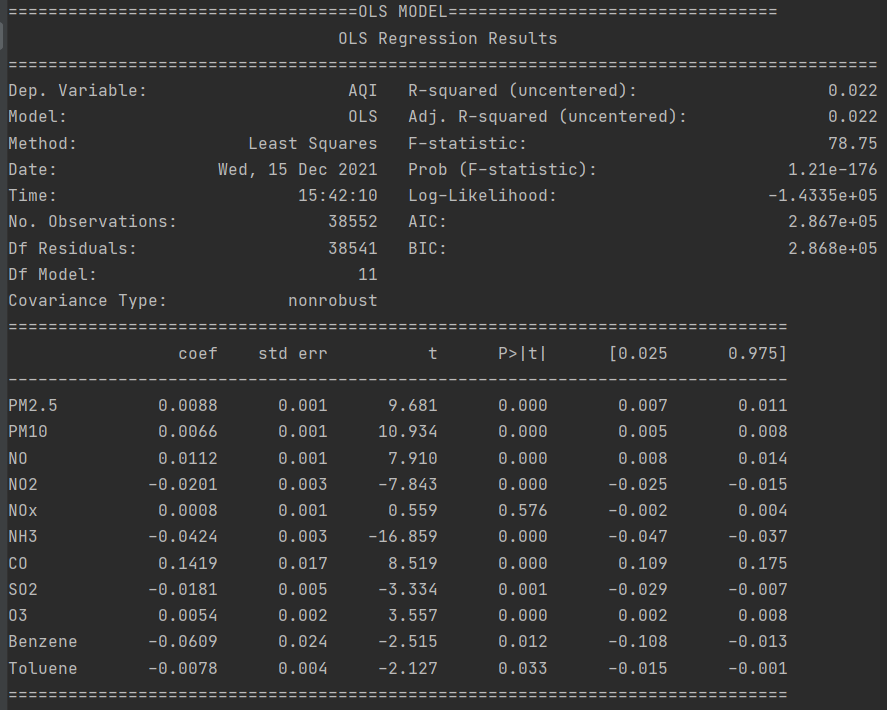 ===================================OLS MODEL=================================
                                 OLS Regression Results
=======================================================================================
Dep. Variable:                    AQI   R-squared (uncentered):                   0.022
Model:                            OLS   Adj. R-squared (uncentered):              0.022
Method:                 Least Squares   F-statistic:                              78.75
Date:                Wed, 15 Dec 2021   Prob (F-statistic):                   1.21e-176
Time:                        15:42:10   Log-Likelihood:                     -1.4335e+05
No. Observations:               38552   AIC:                                  2.867e+05
Df Residuals:                   38541   BIC:                                  2.868e+05
Df Model:                          11
Covariance Type:            nonrobust
==============================================================================
                 coef    std err          t      P>|t|      [0.025      0.975]
------------------------------------------------------------------------------
PM2.5          0.0088      0.001      9.681      0.000       0.007       0.011
PM10           0.0066      0.001     10.934      0.000       0.005       0.008
NO             0.0112      0.001      7.910      0.000       0.008       0.014
NO2           -0.0201      0.003     -7.843      0.000      -0.025      -0.015
NOx            0.0008      0.001      0.559      0.576      -0.002       0.004
NH3           -0.0424      0.003    -16.859      0.000      -0.047      -0.037
CO             0.1419      0.017      8.519      0.000       0.109       0.175
SO2           -0.0181      0.005     -3.334      0.001      -0.029      -0.007
O3             0.0054      0.002      3.557      0.000       0.002       0.008
Benzene       -0.0609      0.024     -2.515      0.012      -0.108      -0.013
Toluene       -0.0078      0.004     -2.127      0.033      -0.015      -0.001
==============================================================================